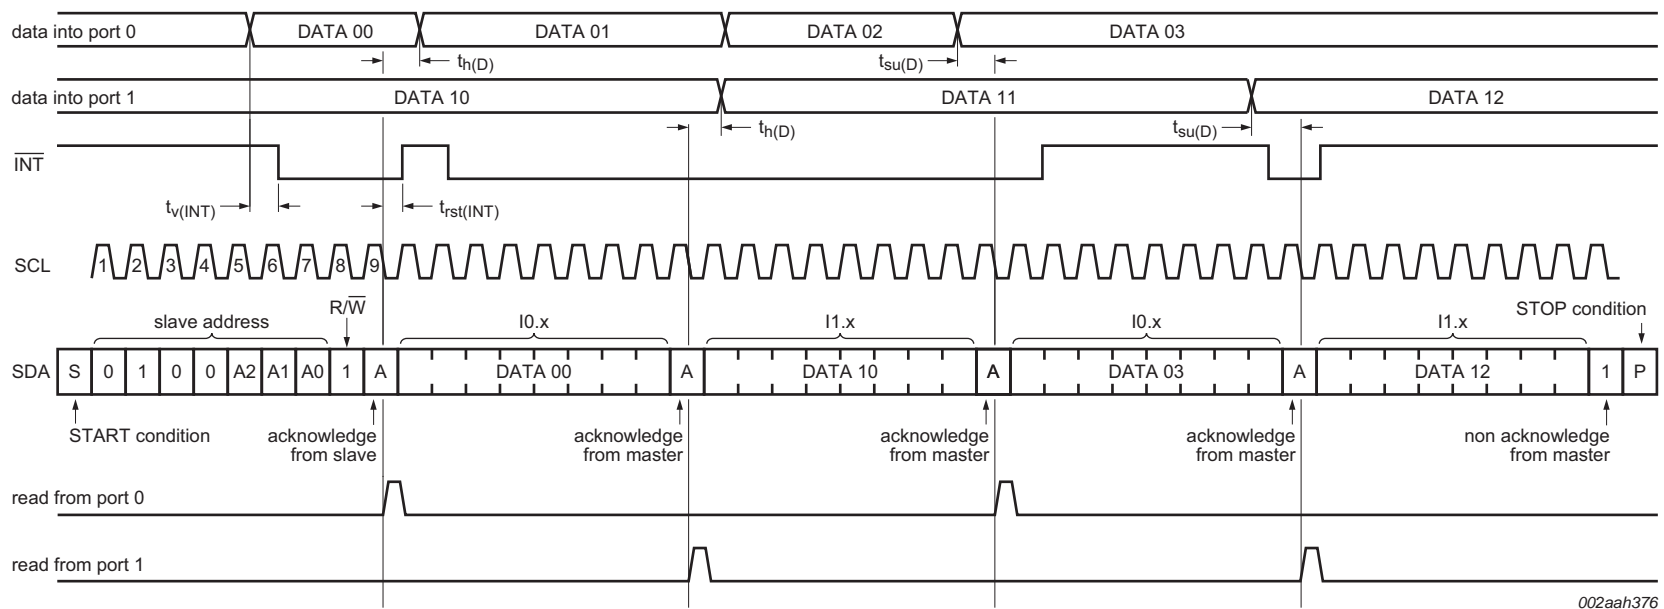 data into port 0 DATA 00 DATA 01 DATA 02 DATA 03
th(D) tsu(D)
data into port 1 DATA 10 DATA 11 DATA 12
th(D) tsu(D)
INT
tv(INT) trst(INT)
SCL 1 2 3 4 5 6 7 8 9
R/W
STOP condition
slave address I0.x I1.x I0.x I1.x
SDA S 0 1 0 0 A2 A1 A0 1 A DATA 00 A DATA 10 A DATA 03 A DATA 12 1 P
START condition acknowledge acknowledge acknowledge acknowledge non acknowledge
from slave from master from master from master from master
read from port 0
read from port 1
002aah376